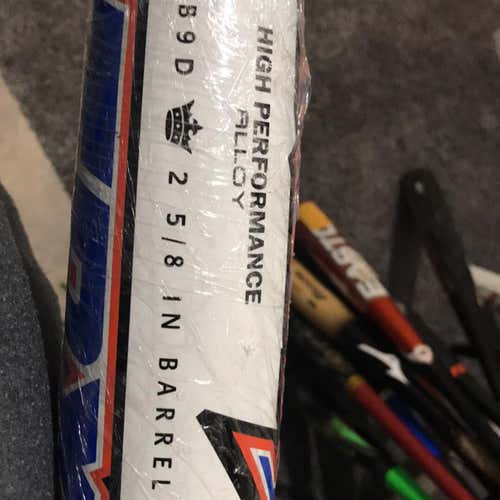 HIGH PERFORMANCE
ALLOY
B9D 2 5/8 IN BARREL